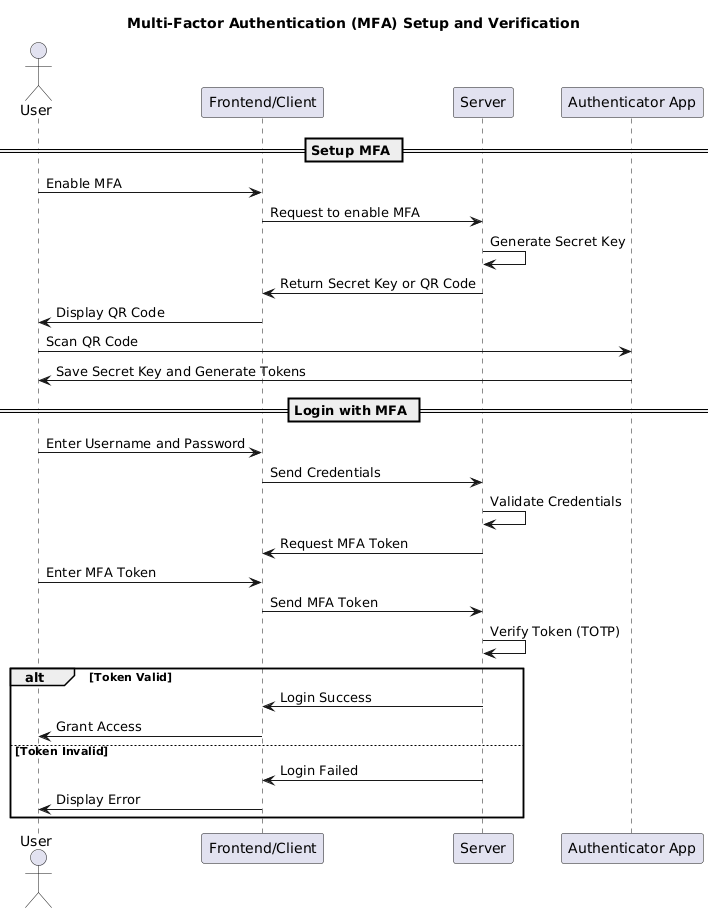 Multi-Factor Authentication (MFA) Setup and Verification
User
Frontend/Client
Server
Authenticator App
Setup MFA
Enable MFA
Request to enable MFA
Generate Secret Key
Return Secret Key or QR Code
Display QR Code
Scan QR Code
Save Secret Key and Generate Tokens
Login with MFA
Enter Username and Password
Send Credentials
Validate Credentials
Request MFA Token
Enter MFA Token
Send MFA Token
Verify Token (TOTP)
alt
[Token Valid]
Login Success
Grant Access
[Token Invalid]
Login Failed
Display Error
User
Frontend/Client
Server
Authenticator App